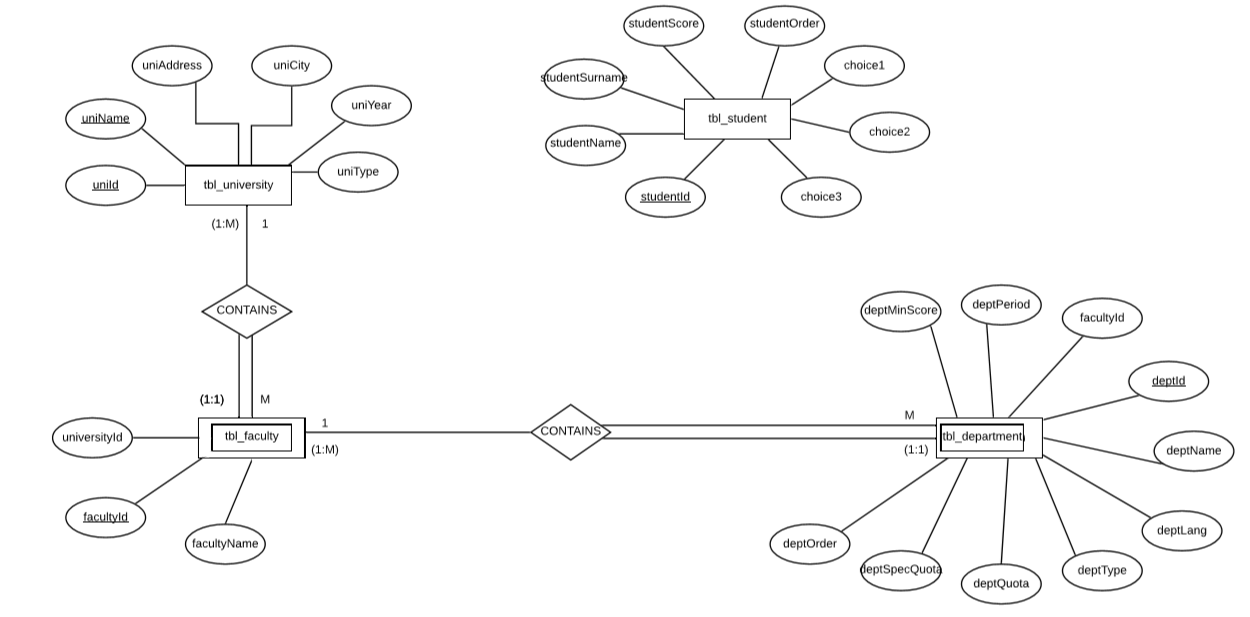 studentScore
studentOrder
uniAddress
uniCity
choice1
studentSurname
uniYear
uniName
tbl_student
choice2
studentName
uniType
uniId
tbl_university
studentId
choice3
(1:M)
1
CONTAINS
deptMinScore
deptPeriod
facultyId
deptId
(1:1)
M
universityId
tbl_faculty
1
(1:M)
CONTAINS
M
(1:1)
tbl_department
deptName
facultyId
facultyName
deptOrder
deptSpecQuota
deptQuota
deptType
deptLang